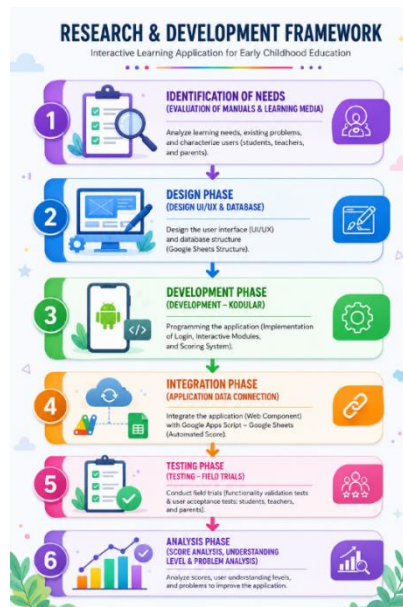 RESEARCH & DEVELOPMENT FRAMEWORK
Interactive Learning Application for Early Childhood Education
1
IDENTIFICATION OF NEEDS
(EVALUATION OF MANUALS & LEARNING MEDIA)
Analyze learning needs, existing problems,
and characterize users (students, teachers,
and parents).
2
DESIGN PHASE
(DESIGN UI/UX & DATABASE)
Design the user interface (UI/UX)
and database structure
(Google Sheets Structure).
3
DEVELOPMENT PHASE
(DEVELOPMENT – KODULAR)
Programming the application (Implementation
of Login, Interactive Modules,
and Scoring System).
</>
4
INTEGRATION PHASE
(APPLICATION DATA CONNECTION)
Integrate the application (Web Component)
with Google Apps Script – Google Sheets
(Automated Score).
5
TESTING PHASE
(TESTING – FIELD TRIALS)
Conduct field trials (functionality validation tests
& user acceptance tests: students, teachers,
and parents).
6
ANALYSIS PHASE
(SCORE ANALYSIS, UNDERSTANDING
LEVEL & PROBLEM ANALYSIS)
Analyze scores, user understanding levels,
and problems to improve the application.